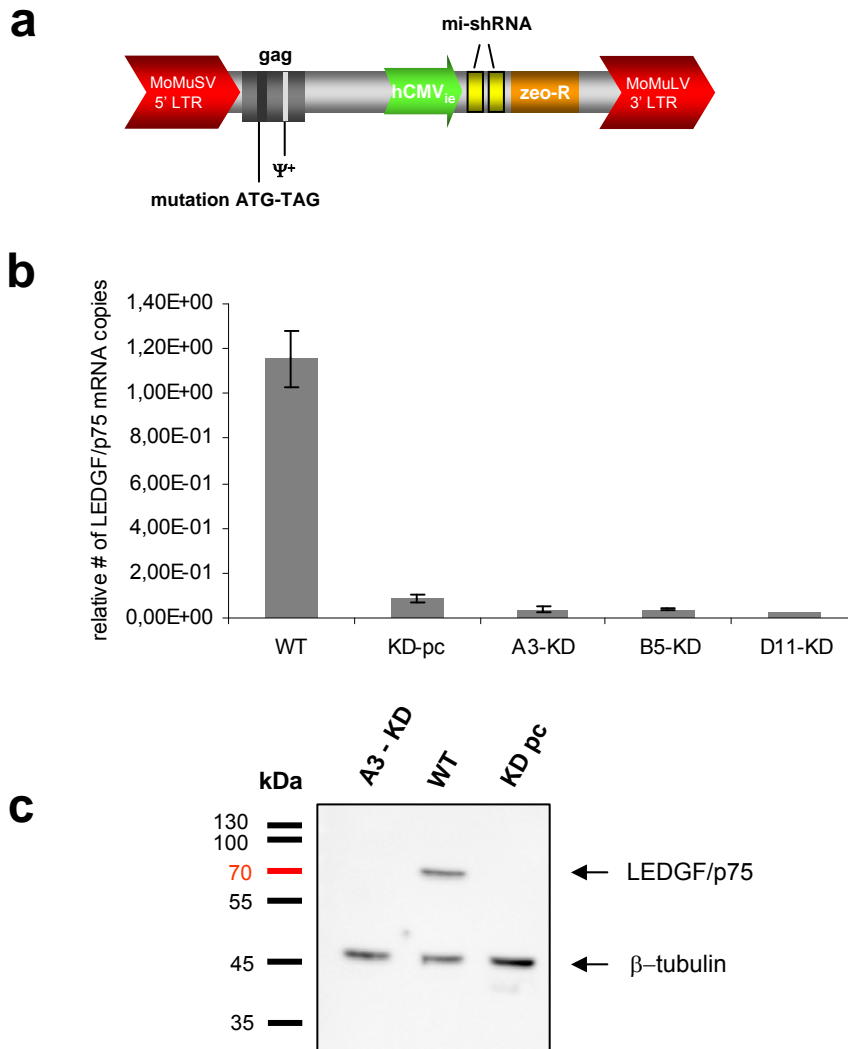 a
mi-shRNA
gag
MoMuSV
5' LTR
hCMVie
zeo-R
MoMuLV
3' LTR
Ψ+
mutation ATG-TAG
b
relative # of LEDGF/p75 mRNA copies
1,40E+00
1,20E+00
1,00E+00
8,00E-01
6,00E-01
4,00E-01
2,00E-01
0,00E+00
WT
KD-pc
A3-KD
B5-KD
D11-KD
c
kDa
A3 - KD
WT
KD pc
130
100
70
55
45
35
LEDGF/p75
β–tubulin